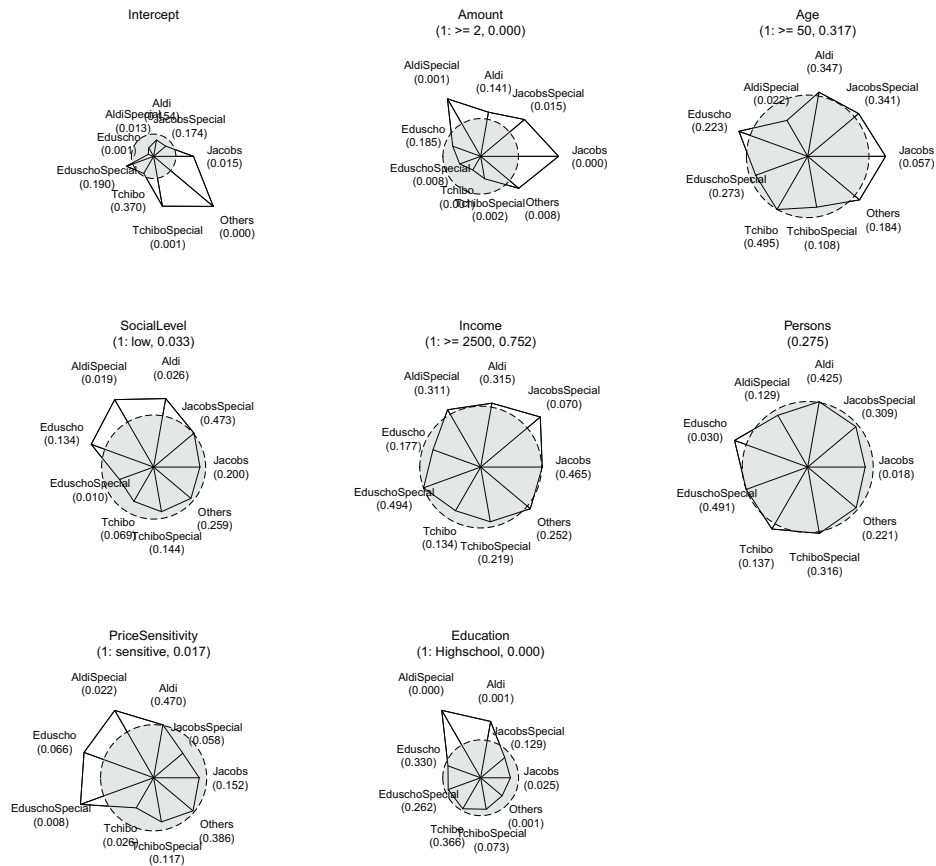 Intercept
Aldi
(0.154)
AldiSpecial
(0.013)
JacobsSpecial
(0.174)
Eduscho
(0.001)
Jacobs
(0.015)
EduschoSpecial
(0.190)
Tchibo
(0.370)
Others
(0.000)
TchiboSpecial
(0.001)
Amount
(1: >= 2, 0.000)
AldiSpecial
(0.001)
Aldi
(0.141)
JacobsSpecial
(0.015)
Eduscho
(0.185)
Jacobs
(0.000)
EduschoSpecial
(0.008)
Tchibo
(0.001)
TchiboSpecial
(0.002)
Others
(0.008)
Age
(1: >= 50, 0.317)
Aldi
(0.347)
AldiSpecial
(0.022)
JacobsSpecial
(0.341)
Eduscho
(0.223)
Jacobs
(0.057)
EduschoSpecial
(0.273)
Others
(0.184)
Tchibo
(0.495)
TchiboSpecial
(0.108)
SocialLevel
(1: low, 0.033)
AldiSpecial
(0.019)
Aldi
(0.026)
JacobsSpecial
(0.473)
Eduscho
(0.134)
Jacobs
(0.200)
EduschoSpecial
(0.010)
Others
(0.259)
Tchibo
(0.069)
TchiboSpecial
(0.144)
Income
(1: >= 2500, 0.752)
Aldi
(0.315)
AldiSpecial
(0.311)
JacobsSpecial
(0.070)
Eduscho
(0.177)
Jacobs
(0.465)
EduschoSpecial
(0.494)
Others
(0.252)
Tchibo
(0.134)
TchiboSpecial
(0.219)
Persons
(0.275)
Aldi
(0.425)
AldiSpecial
(0.129)
JacobsSpecial
(0.309)
Eduscho
(0.030)
Jacobs
(0.018)
EduschoSpecial
(0.491)
Others
(0.221)
Tchibo
(0.137)
TchiboSpecial
(0.316)
PriceSensitivity
(1: sensitive, 0.017)
AldiSpecial
(0.022)
Aldi
(0.470)
JacobsSpecial
(0.058)
Eduscho
(0.066)
Jacobs
(0.152)
EduschoSpecial
(0.008)
Others
(0.386)
Tchibo
(0.026)
TchiboSpecial
(0.117)
Education
(1: Highschool, 0.000)
AldiSpecial
(0.000)
Aldi
(0.001)
JacobsSpecial
(0.129)
Eduscho
(0.330)
Jacobs
(0.025)
EduschoSpecial
(0.262)
Others
(0.001)
Tchibo
(0.366)
TchiboSpecial
(0.073)